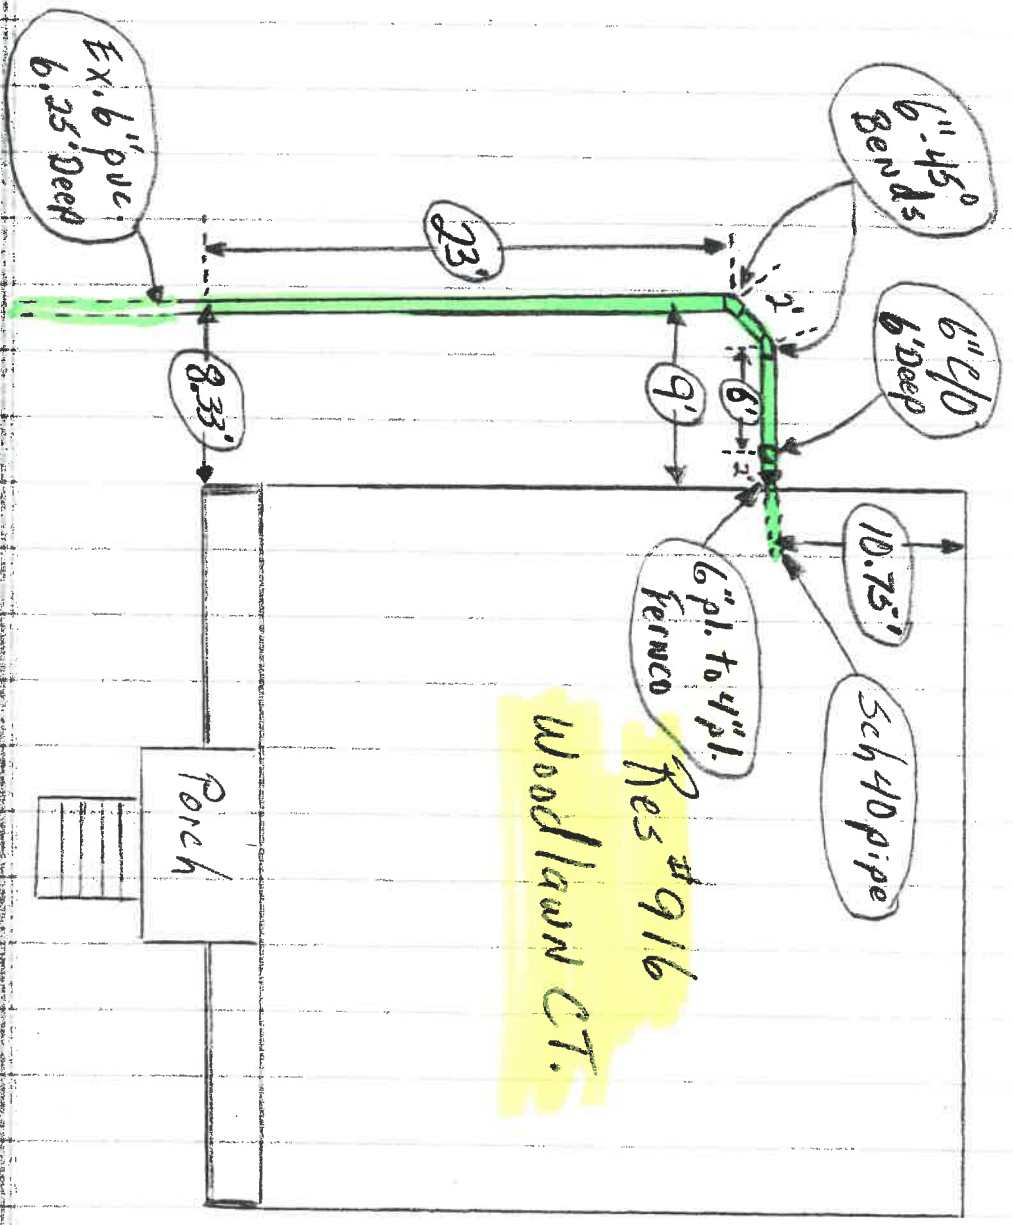 6"-45°
Bends
6" C/O
6' Deep
10.75'
Sch 40 pipe
2'
6'
2'
6" pl. to 4" pl.
Fernco
23'
9'
Res # 916
Woodlawn CT.
Ex. 6" pvc.
6.25' Deep
8.33'
Porch